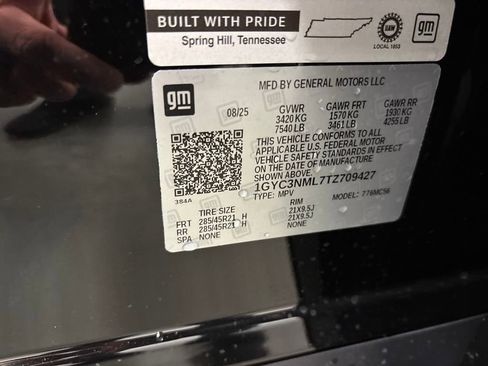 BUILT WITH PRIDE
Spring Hill, Tennessee
UAW
LOCAL 1853
gm
gm
MFD BY GENERAL MOTORS LLC
08/25 GVWR GAWR FRT GAWR RR
3420 KG 1570 KG 1930 KG
7540 LB 3461 LB 4255 LB
THIS VEHICLE CONFORMS TO ALL
APPLICABLE U.S. FEDERAL MOTOR
VEHICLE SAFETY STANDARDS IN EFFECT
ON THE DATE OF MANUFACTURE
SHOWN ABOVE.
1GYC3NML7TZ709427
TYPE: MPV MODEL: 776MC56
384A
TIRE SIZE RIM
FRT 285/45R21 H 21X9.5J
RR 285/45R21 H 21X9.5J
SPA NONE NONE